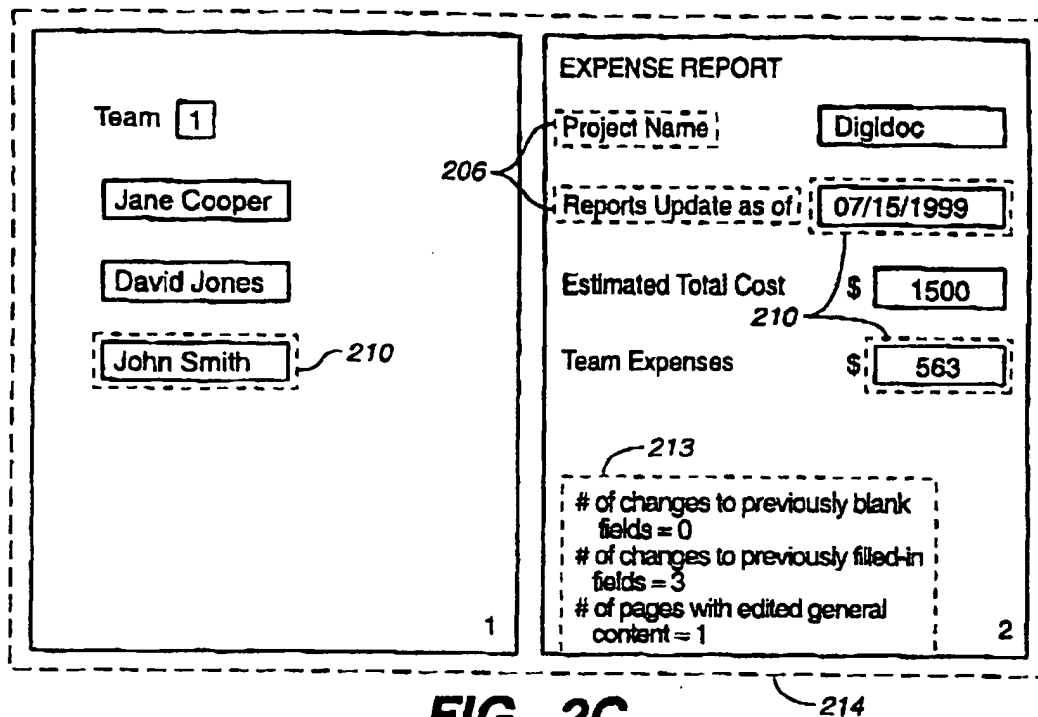 Team 1
Jane Cooper
David Jones
John Smith
210
1
EXPENSE REPORT
Project Name Digidoc
206
Reports Update as of 07/15/1999
Estimated Total Cost $ 1500
210
Team Expenses $ 563
213
# of changes to previously blank
fields = 0
# of changes to previously filled-in
fields = 3
# of pages with edited general
content = 1
2
214
FIG. 2C